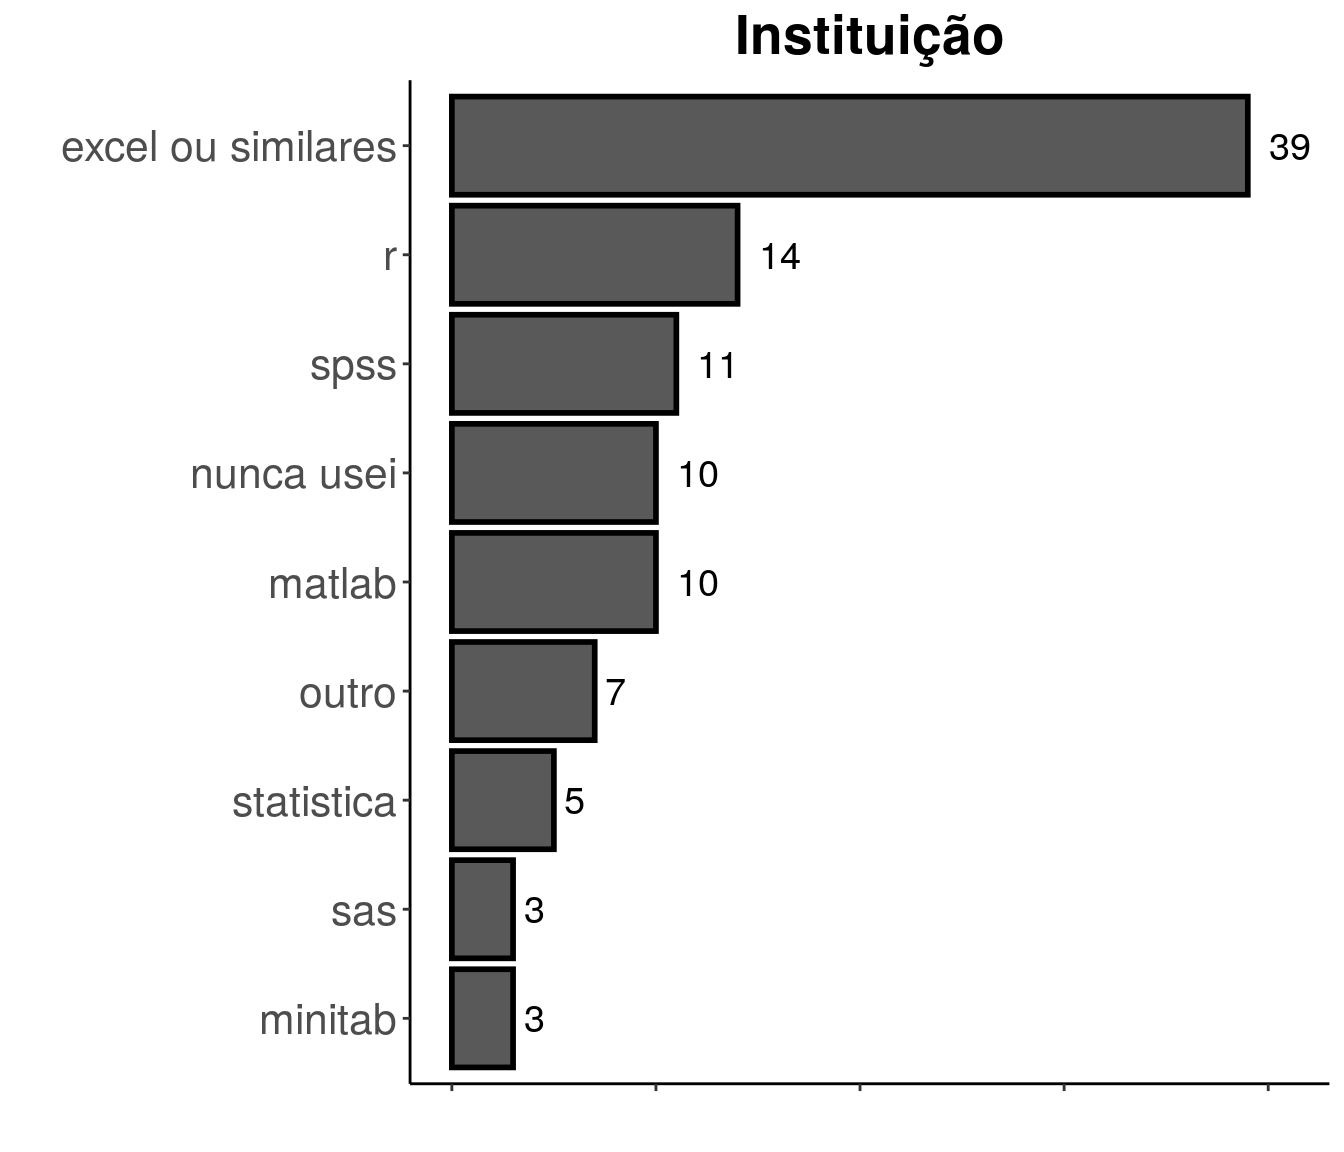 Instituição
excel ou similares 39
r 14
spss 11
nunca usei 10
matlab 10
outro 7
statistica 5
sas 3
minitab 3